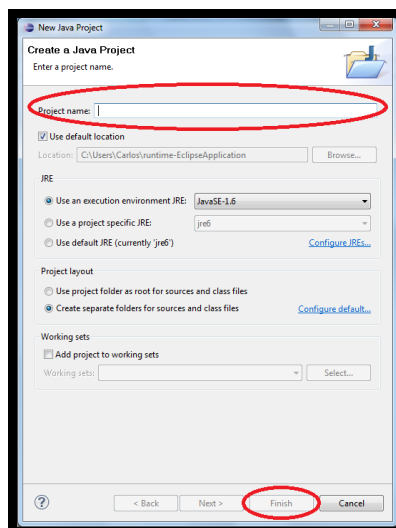 New Java Project
Create a Java Project
Enter a project name.
Project name:
Use default location
Location: C:\Users\Carlos\runtime-EclipseApplication Browse...
JRE
Use an execution environment JRE: JavaSE-1.6
Use a project specific JRE: jre6
Use default JRE (currently 'jre6') Configure JREs...
Project layout
Use project folder as root for sources and class files
Create separate folders for sources and class files Configure default...
Working sets
Add project to working sets
Working sets: Select...
? < Back Next > Finish Cancel